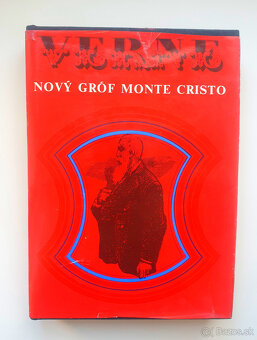 VERNE
NOVÝ GRÓF MONTE CRISTO
Bazos.sk